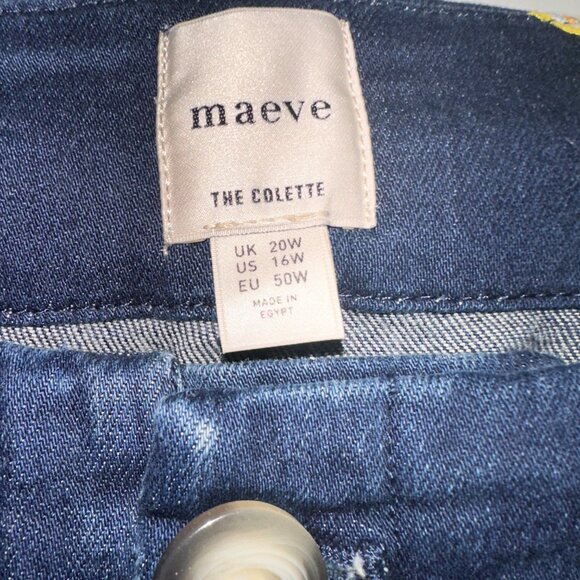 maeve
THE COLETTE
UK 20W
US 16W
EU 50W
MADE IN
EGYPT